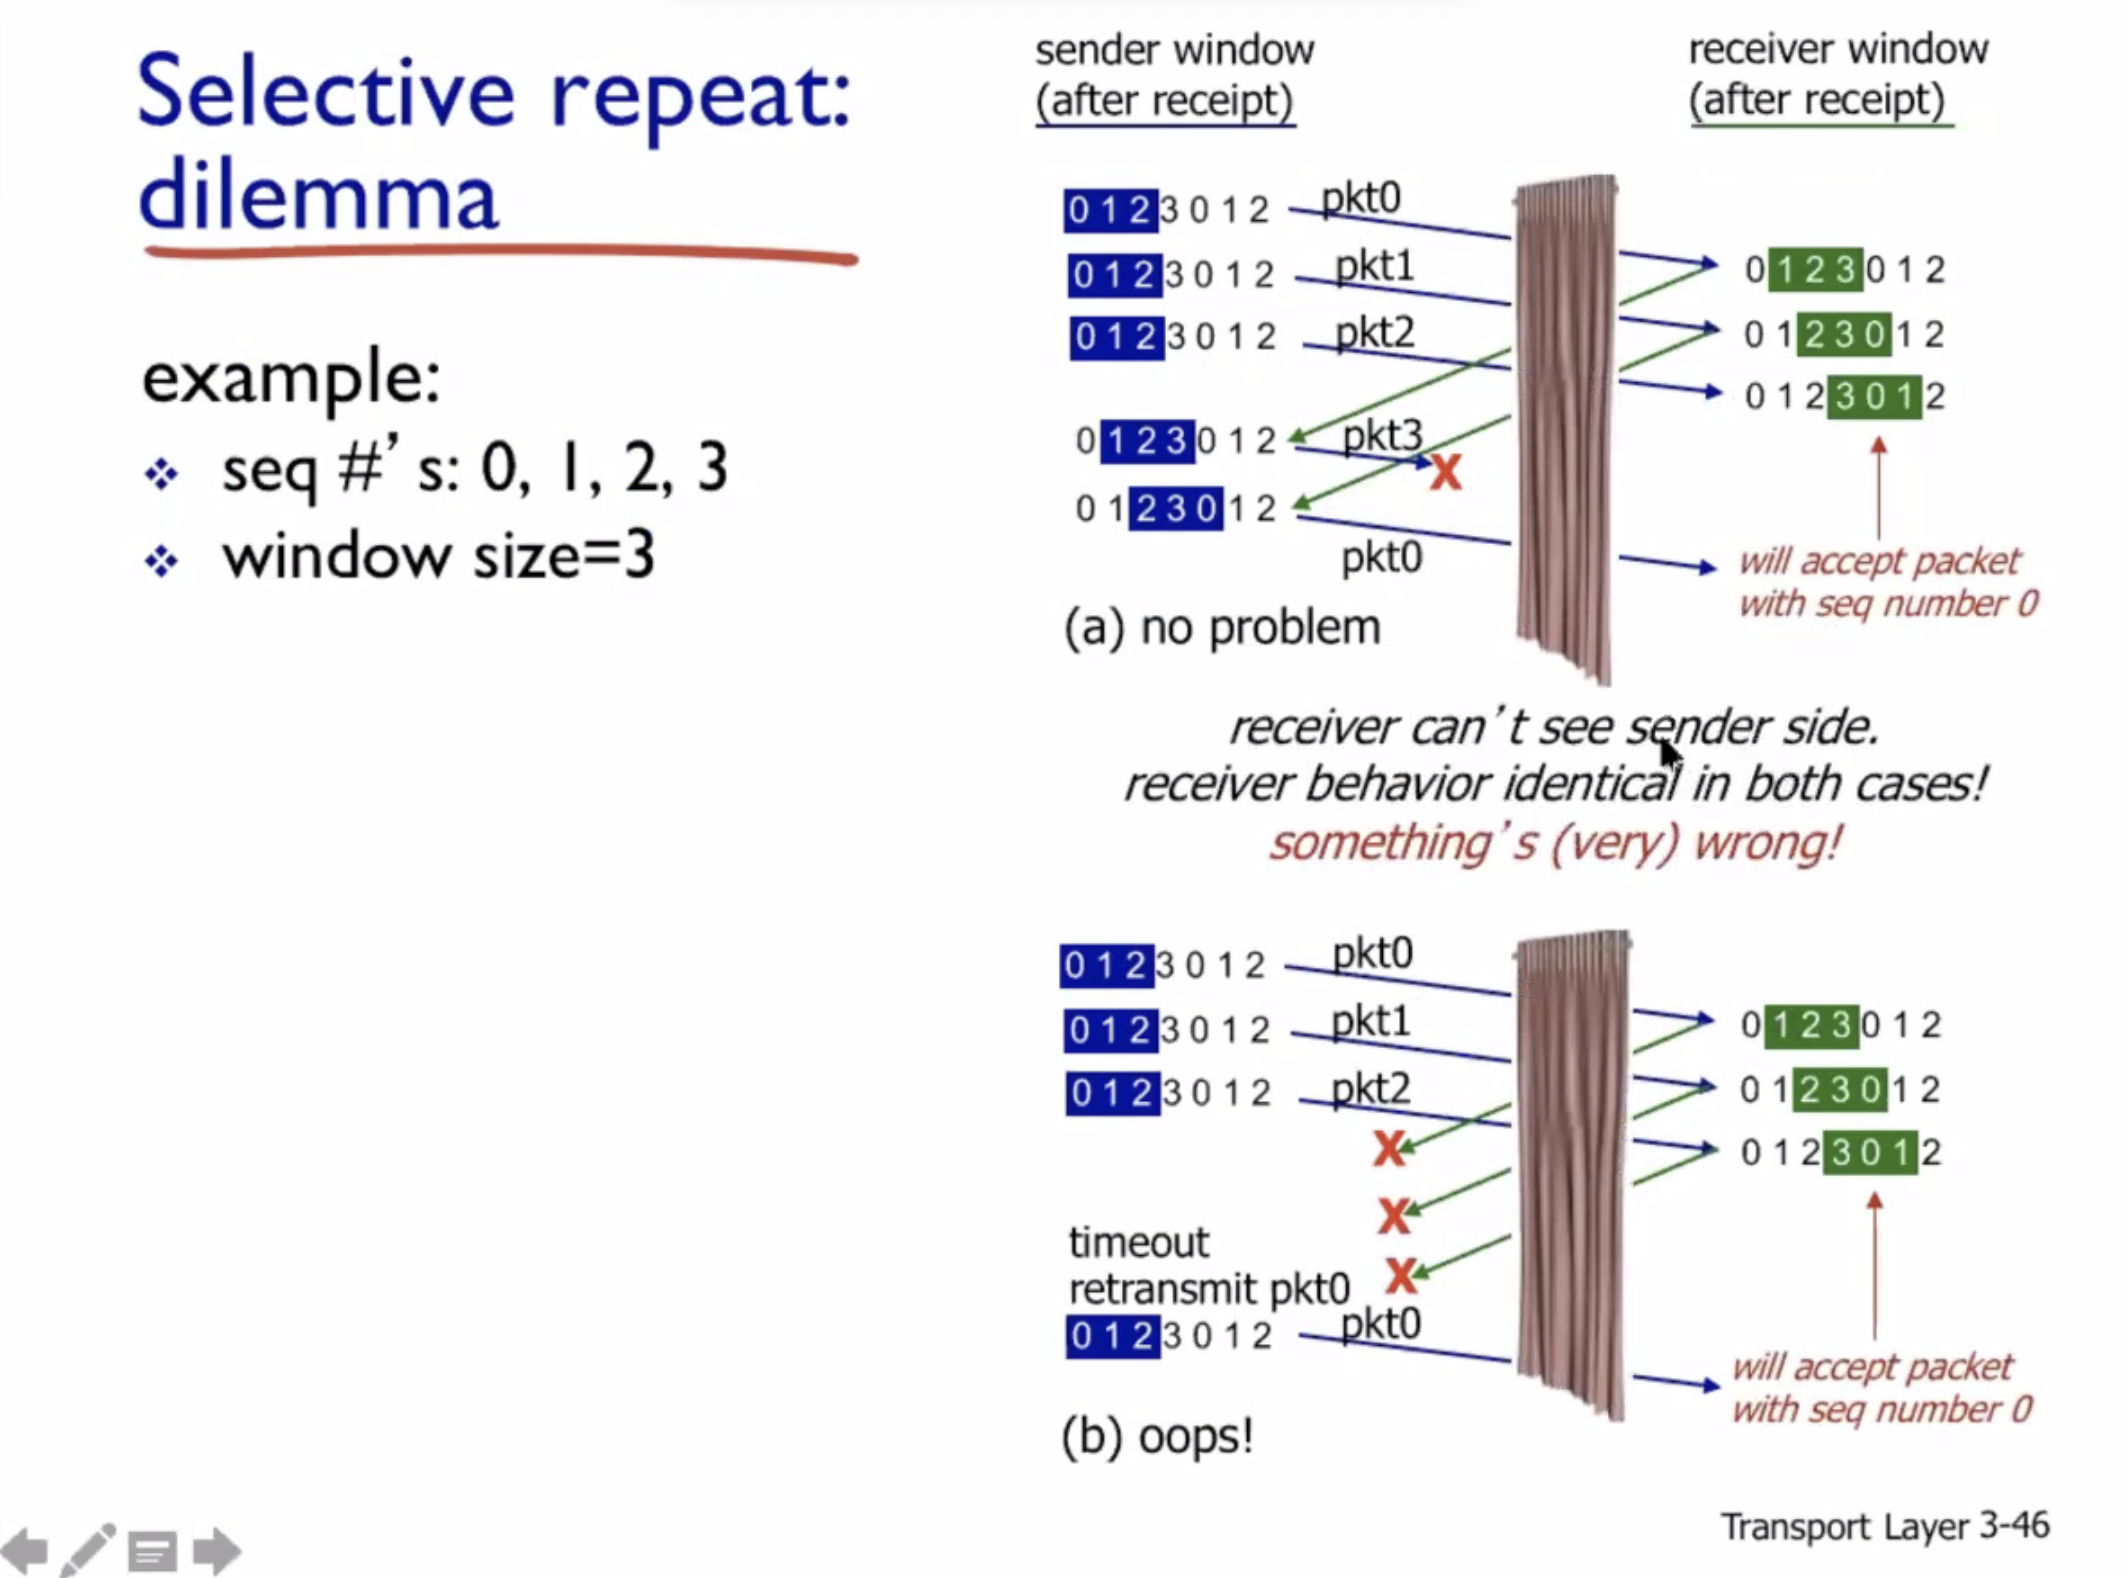 Selective repeat:
dilemma
example:
❖ seq #’ s: 0, 1, 2, 3
❖ window size=3
sender window
(after receipt)
receiver window
(after receipt)
0 1 2 3 0 1 2
pkt0
0 1 2 3 0 1 2
pkt1
0 1 2 3 0 1 2
pkt2
0 1 2 3 0 1 2
pkt3
X
0 1 2 3 0 1 2
pkt0
0 1 2 3 0 1 2
0 1 2 3 0 1 2
0 1 2 3 0 1 2
will accept packet
with seq number 0
(a) no problem
receiver can’ t see sender side.
receiver behavior identical in both cases!
something’ s (very) wrong!
0 1 2 3 0 1 2
pkt0
0 1 2 3 0 1 2
pkt1
0 1 2 3 0 1 2
pkt2
X
X
X
timeout
retransmit pkt0
0 1 2 3 0 1 2
pkt0
0 1 2 3 0 1 2
0 1 2 3 0 1 2
0 1 2 3 0 1 2
will accept packet
with seq number 0
(b) oops!
Transport Layer 3-46